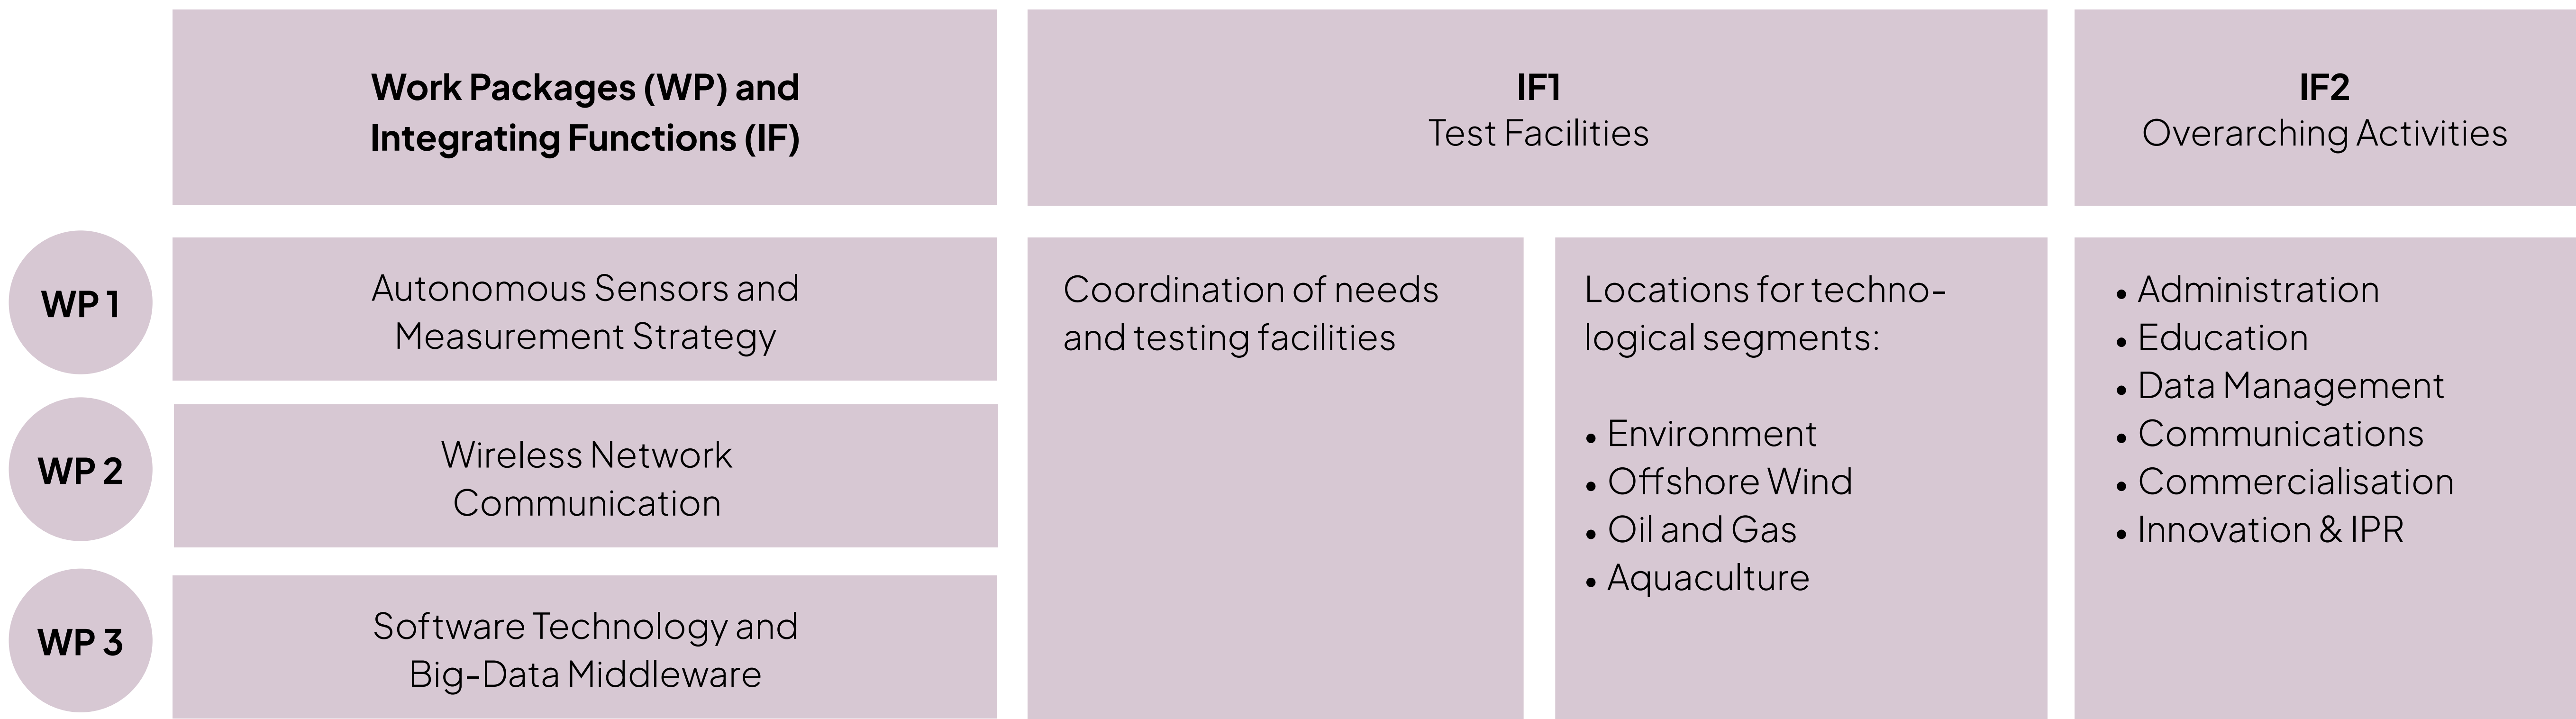 Work Packages (WP) and
Integrating Functions (IF)
IF1
Test Facilities
IF2
Overarching Activities
WP 1
Autonomous Sensors and
Measurement Strategy
WP 2
Wireless Network
Communication
WP 3
Software Technology and
Big-Data Middleware
Coordination of needs
and testing facilities
Locations for techno-
logical segments:
• Environment
• Offshore Wind
• Oil and Gas
• Aquaculture
• Administration
• Education
• Data Management
• Communications
• Commercialisation
• Innovation & IPR